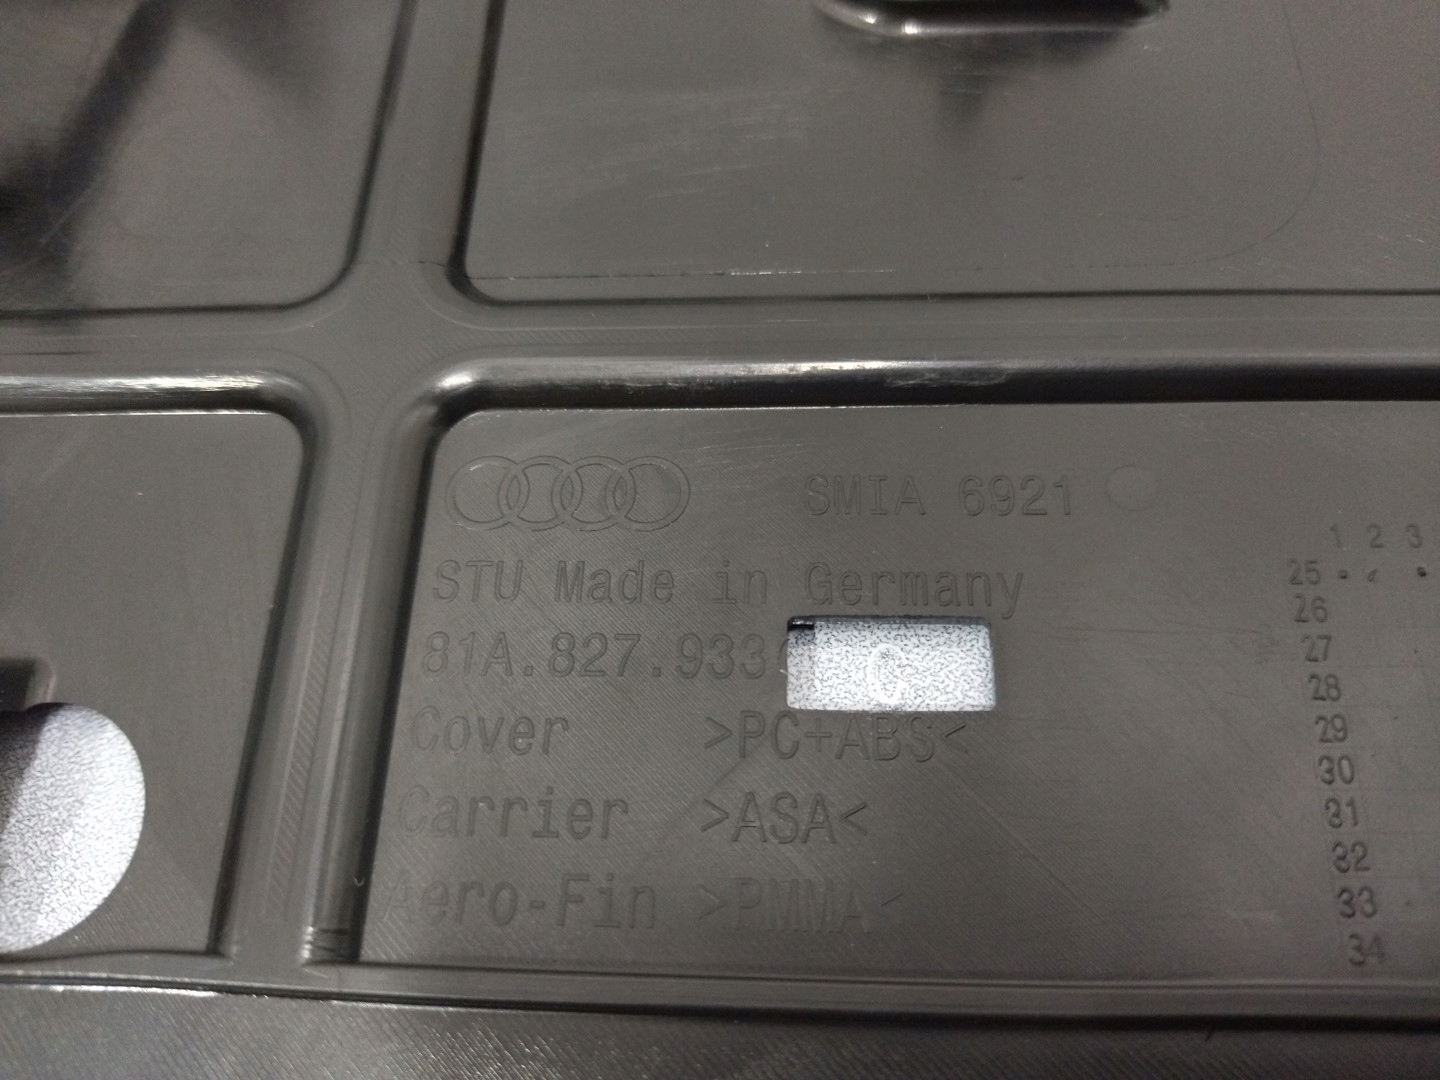 SMIA 6921
STU Made in Germany
81A.827.933
Cover >PC+ABS<
Carrier >ASA<
Aero-Fin >PMMA<
1 2 3
25
26
27
28
29
30
31
32
33
34